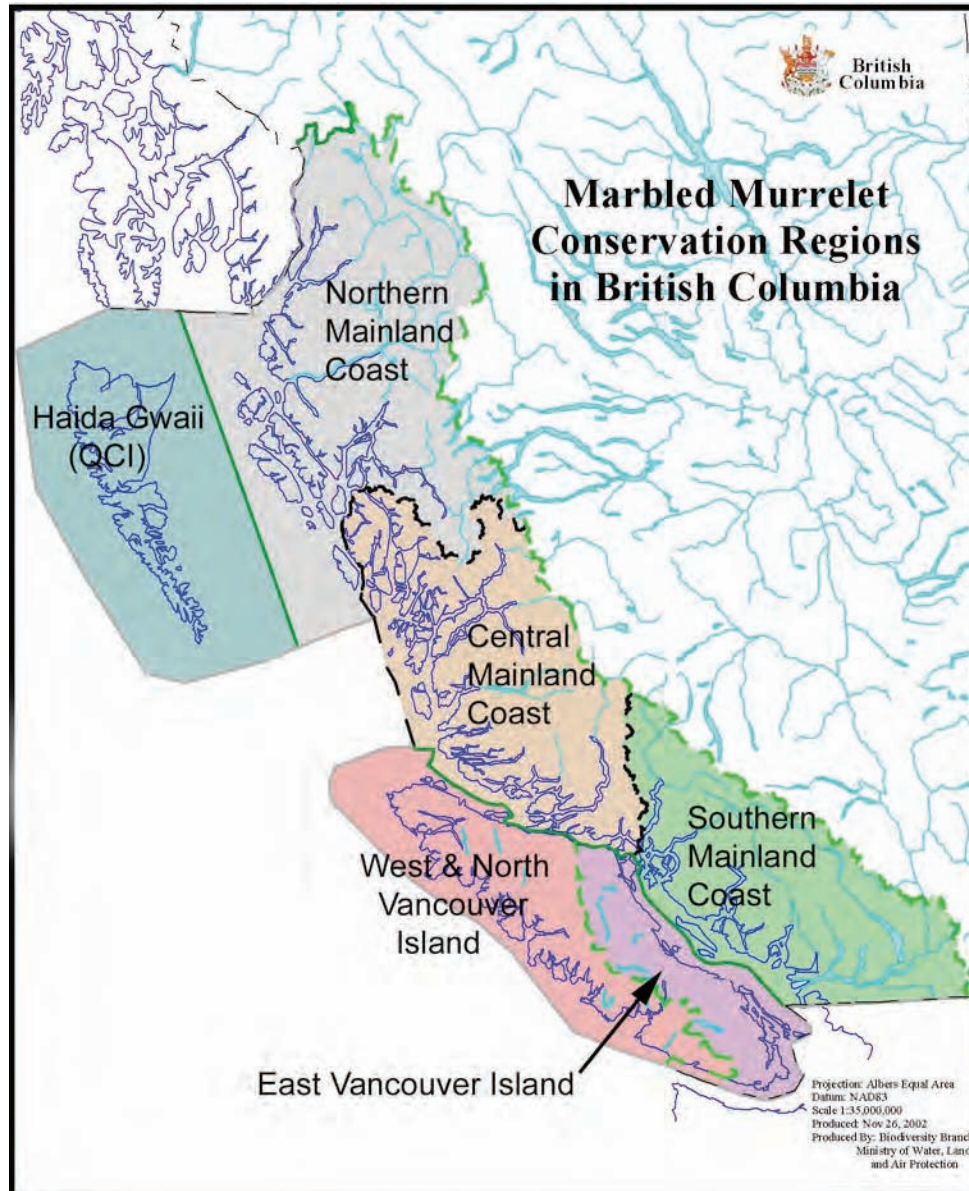 British
Columbia
Marbled Murrelet
Conservation Regions
in British Columbia
Northern
Mainland
Coast
Haida Gwaii
(QCI)
Central
Mainland
Coast
Southern
Mainland
Coast
West & North
Vancouver
Island
East Vancouver Island
Projection: Albers Equal Area
Datum: NAD83
Scale 1:35,000,000
Produced: Nov 26, 2002
Produced By: Biodiversity Branch
Ministry of Water, Land
and Air Protection